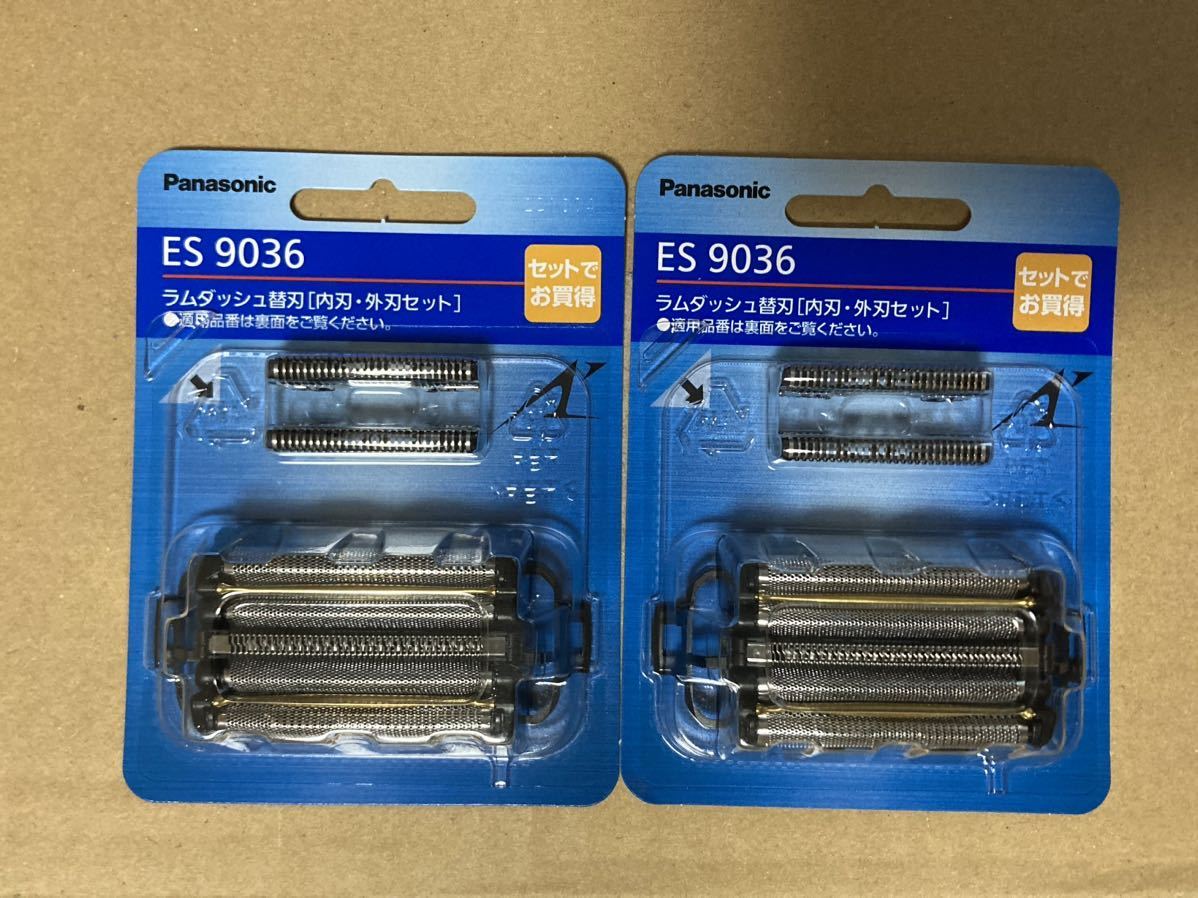 Panasonic
ES 9036
セットで
お買得
ラムダッシュ替刃[内刃・外刃セット]
●適用品番は裏面をご覧ください。
PET
Panasonic
ES 9036
セットで
お買得
ラムダッシュ替刃[内刃・外刃セット]
●適用品番は裏面をご覧ください。